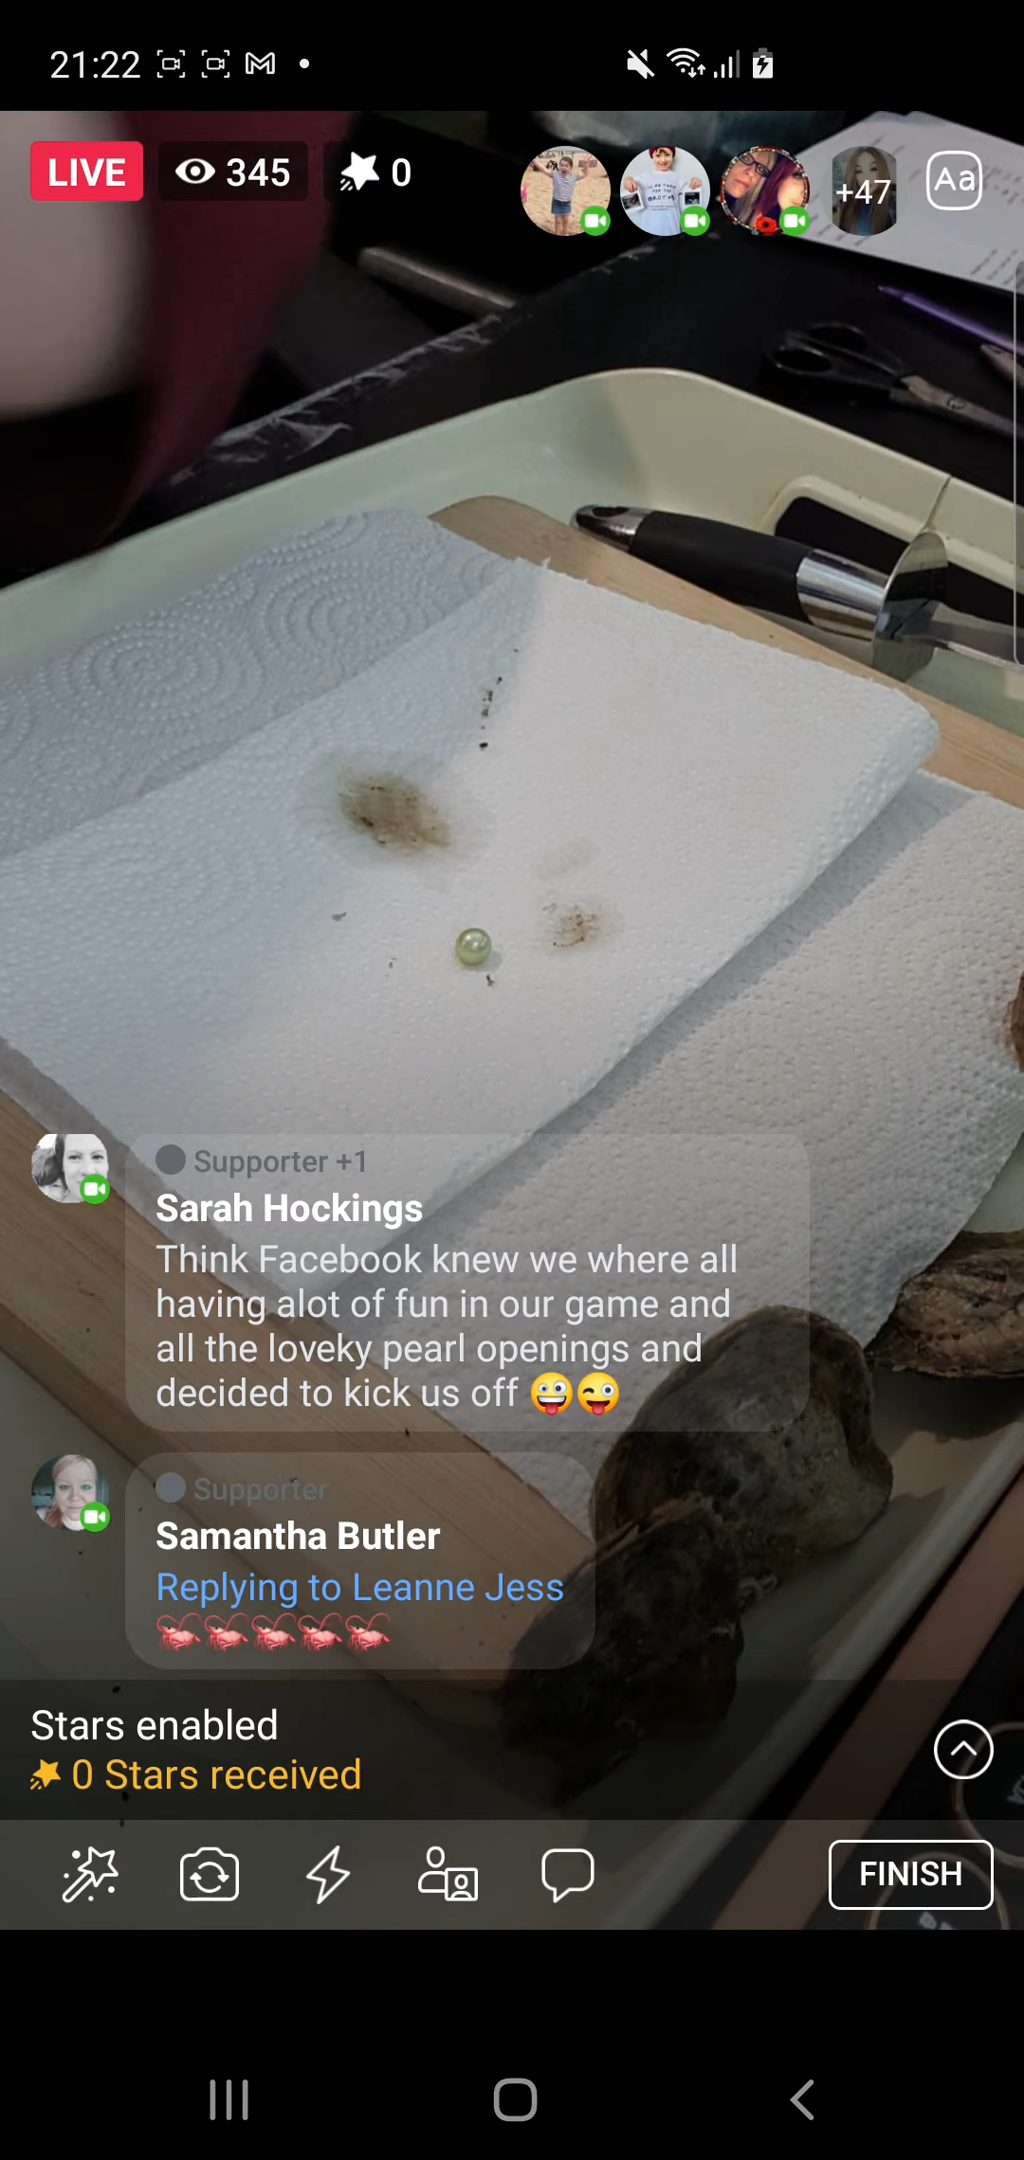 21:22
LIVE 345 0
+47 Aa
Supporter +1
Sarah Hockings
Think Facebook knew we where all
having alot of fun in our game and
all the loveky pearl openings and
decided to kick us off 🤪😜
Supporter
Samantha Butler
Replying to Leanne Jess
🦐🦐🦐🦐🦐
Stars enabled
0 Stars received
FINISH